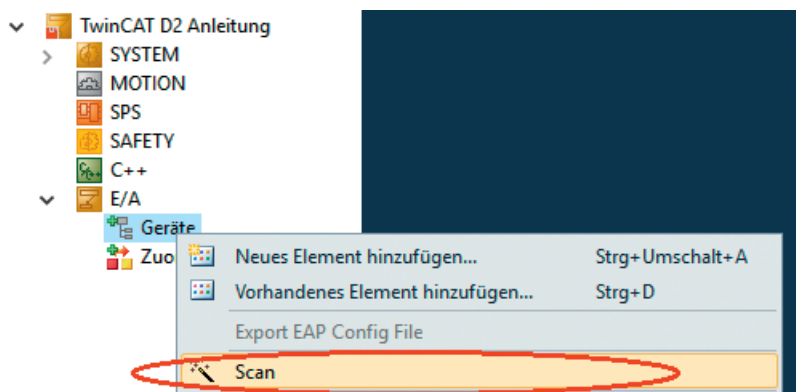 TwinCAT D2 Anleitung
SYSTEM
MOTION
SPS
SAFETY
C++
E/A
Geräte
Zuo
Neues Element hinzufügen... Strg+Umschalt+A
Vorhandenes Element hinzufügen... Strg+D
Export EAP Config File
Scan